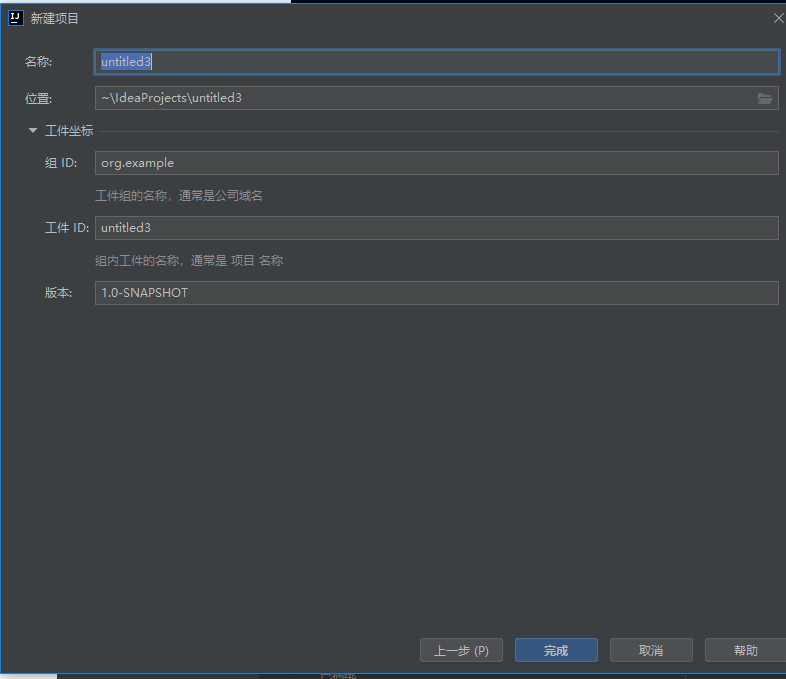 新建项目
名称: untitled3
位置: ~\IdeaProjects\untitled3
工件坐标
组 ID: org.example
工件组的名称，通常是公司域名
工件 ID: untitled3
组内工件的名称，通常是 项目 名称
版本: 1.0-SNAPSHOT
上一步 (P) 完成 取消 帮助